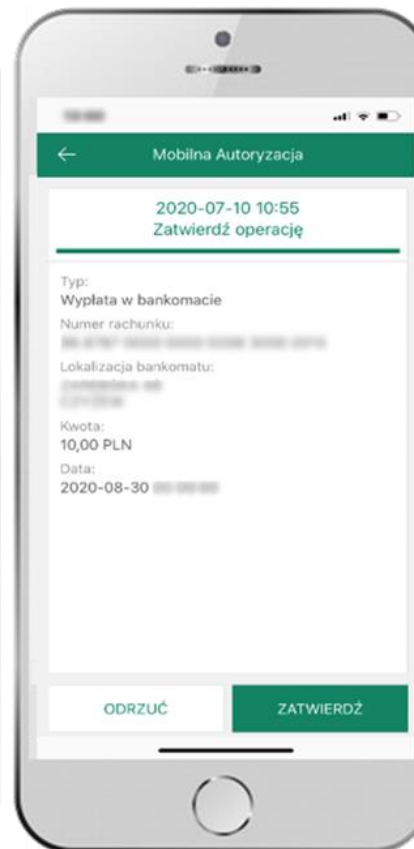 Mobilna Autoryzacja
2020-07-10 10:55
Zatwierdź operację
Typ:
Wypłata w bankomacie
Numer rachunku:
Lokalizacja bankomatu:
Kwota:
10,00 PLN
Data:
2020-08-30
ODRZUĆ
ZATWIERDŹ